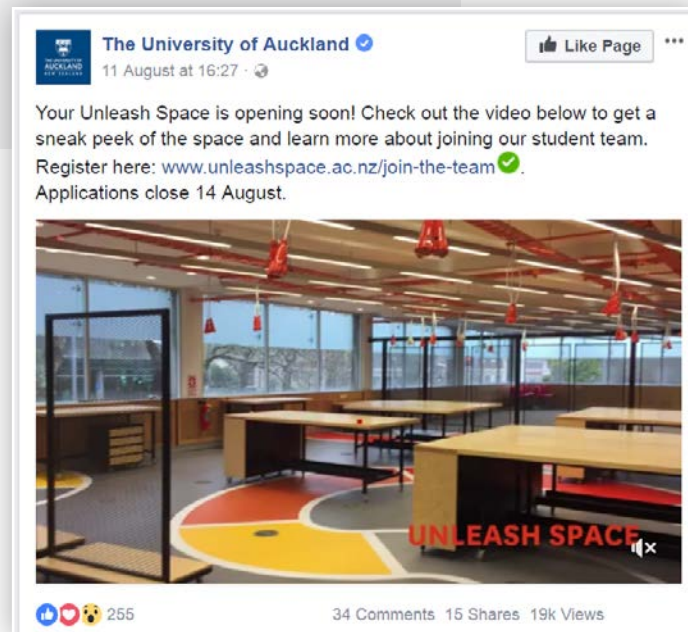 The University of Auckland
Like Page
11 August at 16:27
Your Unleash Space is opening soon! Check out the video below to get a
sneak peek of the space and learn more about joining our student team.
Register here: www.unleashspace.ac.nz/join-the-team.
Applications close 14 August.
UNLEASH SPACE
255
34 Comments 15 Shares 19k Views